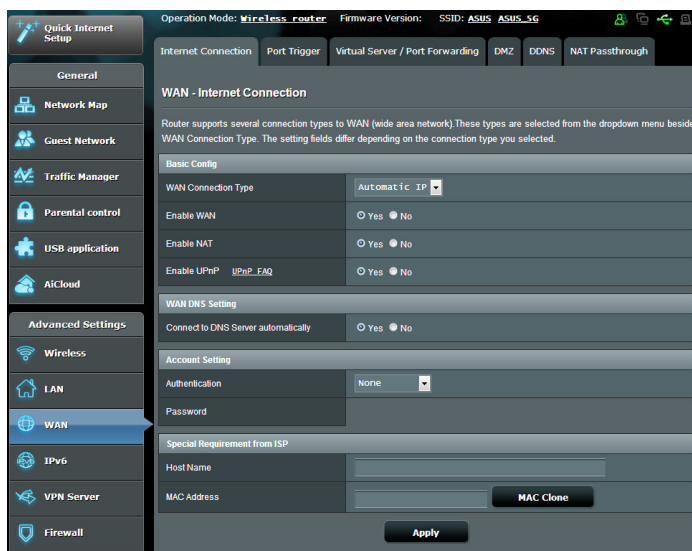 Quick Internet
Setup
Operation Mode: Wireless router Firmware Version: SSID: ASUS ASUS_5G
Internet Connection Port Trigger Virtual Server / Port Forwarding DMZ DDNS NAT Passthrough
General
Network Map
Guest Network
Traffic Manager
Parental control
USB application
AiCloud
Advanced Settings
Wireless
LAN
WAN
IPv6
VPN Server
Firewall
WAN - Internet Connection
Router supports several connection types to WAN (wide area network).These types are selected from the dropdown menu beside
WAN Connection Type. The setting fields differ depending on the connection type you selected.
Basic Config
WAN Connection Type Automatic IP
Enable WAN Yes No
Enable NAT Yes No
Enable UPnP UPnP FAQ Yes No
WAN DNS Setting
Connect to DNS Server automatically Yes No
Account Setting
Authentication None
Password
Special Requirement from ISP
Host Name
MAC Address MAC Clone
Apply